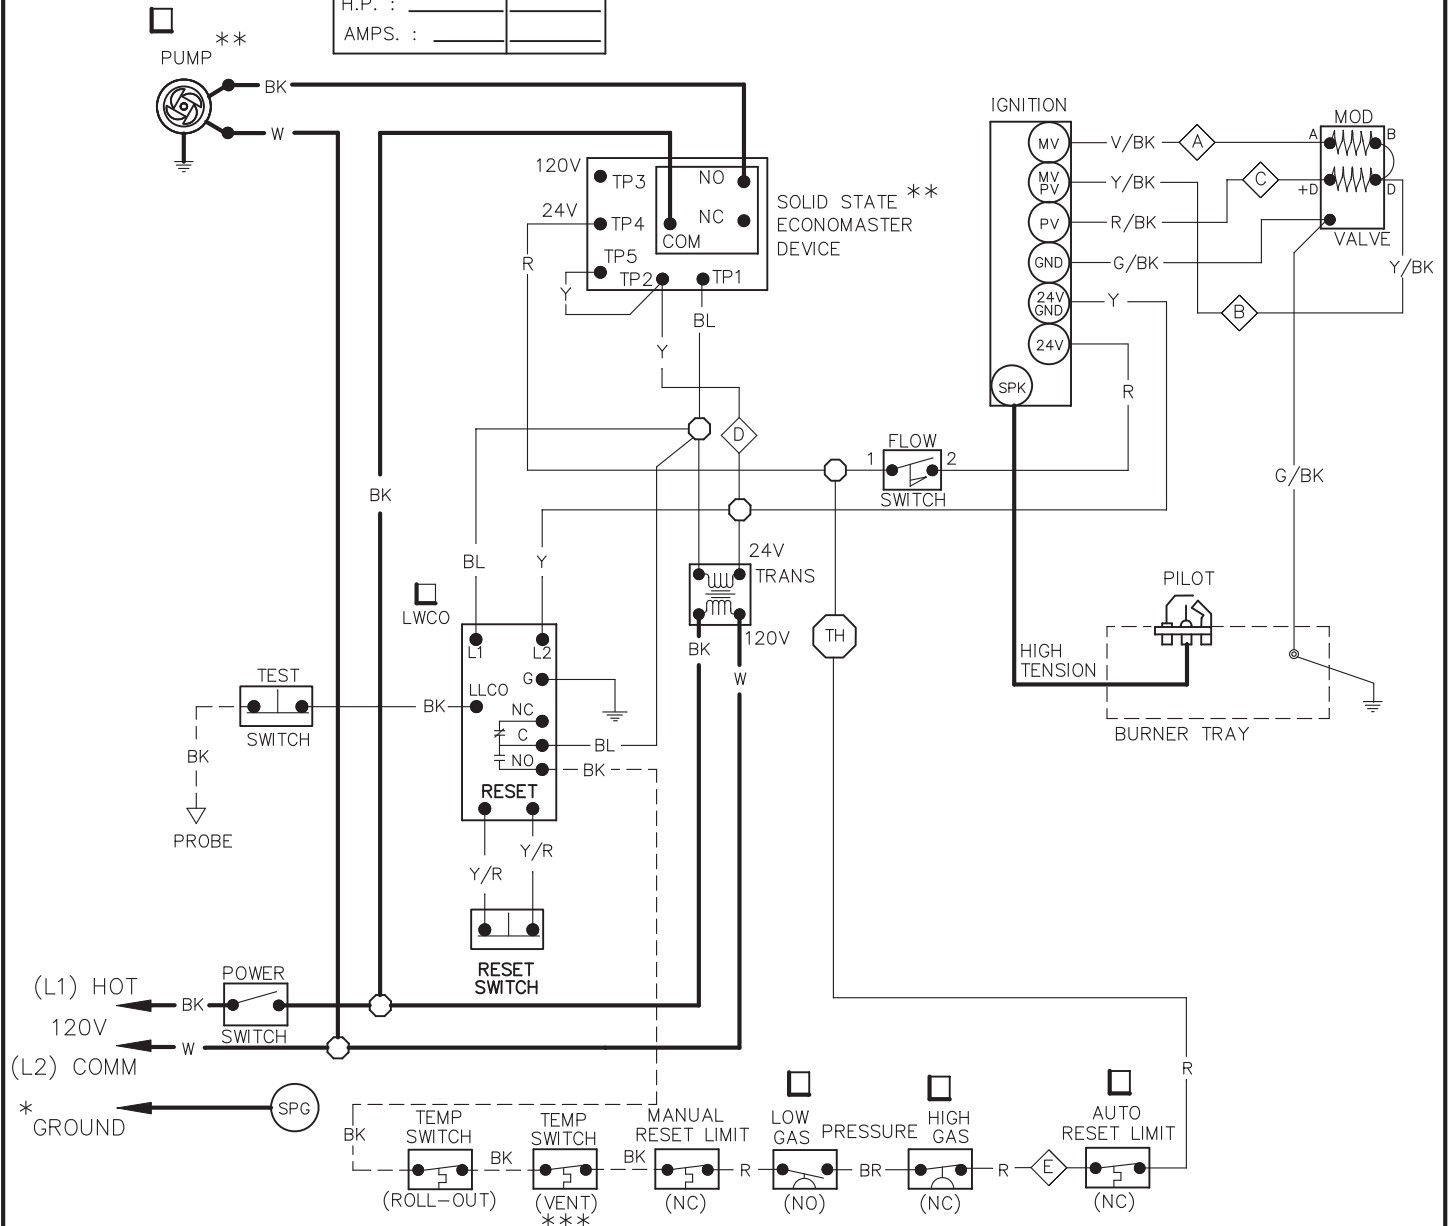 H.P. :
AMPS. :
**
PUMP
BK
W
120V
TP3
24V
TP4
TP5
TP2
TP1
NO
NC
COM
SOLID STATE **
ECONOMASTER
DEVICE
R
Y
BL
Y
D
IGNITION
MV
MV
PV
PV
GND
24V
GND
24V
SPK
V/BK
A
Y/BK
C
R/BK
G/BK
Y
B
R
MOD
A
B
+D
D
VALVE
Y/BK
G/BK
FLOW
1
2
SWITCH
BK
BL
Y
24V
TRANS
120V
BK
W
TH
LWCO
L1
L2
G
LLCO
NC
C
NO
RESET
BK
BL
BK
TEST
SWITCH
BK
PROBE
Y/R
Y/R
RESET
SWITCH
PILOT
HIGH
TENSION
BURNER TRAY
(L1) HOT
BK
POWER
SWITCH
120V
W
(L2) COMM
*
GROUND
SPG
R
BK
TEMP
SWITCH
(ROLL-OUT)
BK
TEMP
SWITCH
(VENT)
***
BK
MANUAL
RESET LIMIT
(NC)
R
LOW
GAS
(NO)
PRESSURE
BR
HIGH
GAS
(NC)
R
E
AUTO
RESET LIMIT
(NC)